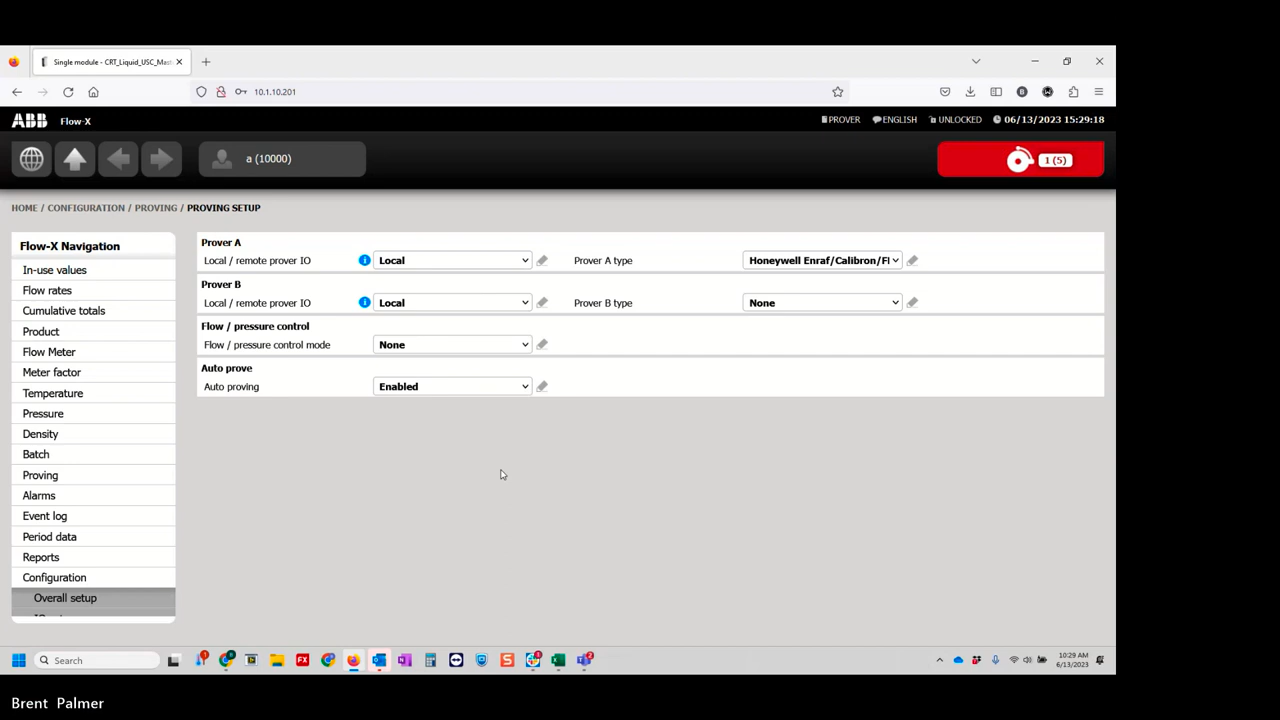 Single module - CRT_Liquid_USC_Mast
10.1.10.201
ABB Flow-X PROVER ENGLISH UNLOCKED 06/13/2023 15:29:18
a (10000) 1 (5)
HOME / CONFIGURATION / PROVING / PROVING SETUP
Flow-X Navigation
In-use values
Flow rates
Cumulative totals
Product
Flow Meter
Meter factor
Temperature
Pressure
Density
Batch
Proving
Alarms
Event log
Period data
Reports
Configuration
Overall setup
Prover A
Local / remote prover IO Local Prover A type Honeywell Enraf/Calibron/Fl
Prover B
Local / remote prover IO Local Prover B type None
Flow / pressure control
Flow / pressure control mode None
Auto prove
Auto proving Enabled
Search
10:29 AM
6/13/2023
Brent Palmer